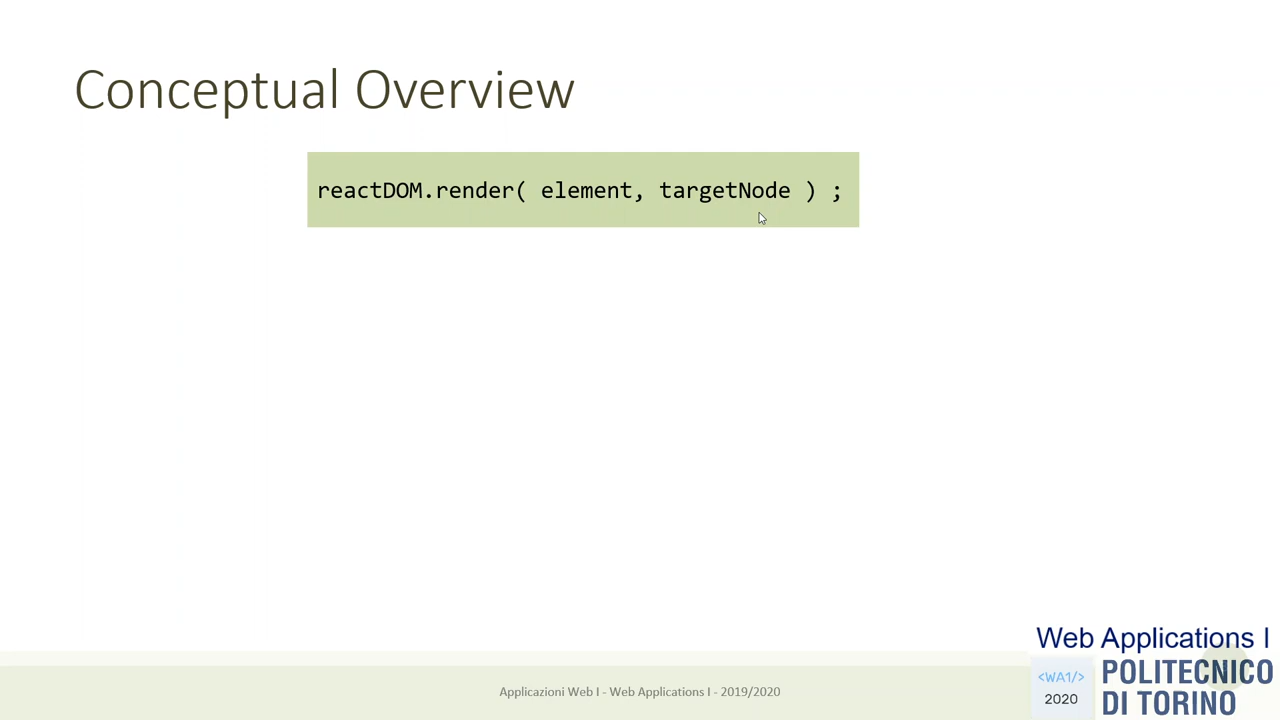 Conceptual Overview
reactDOM.render( element, targetNode ) ;
Web Applications I
<WA1/>
2020
POLITECNICO
DI TORINO
Applicazioni Web I - Web Applications I - 2019/2020